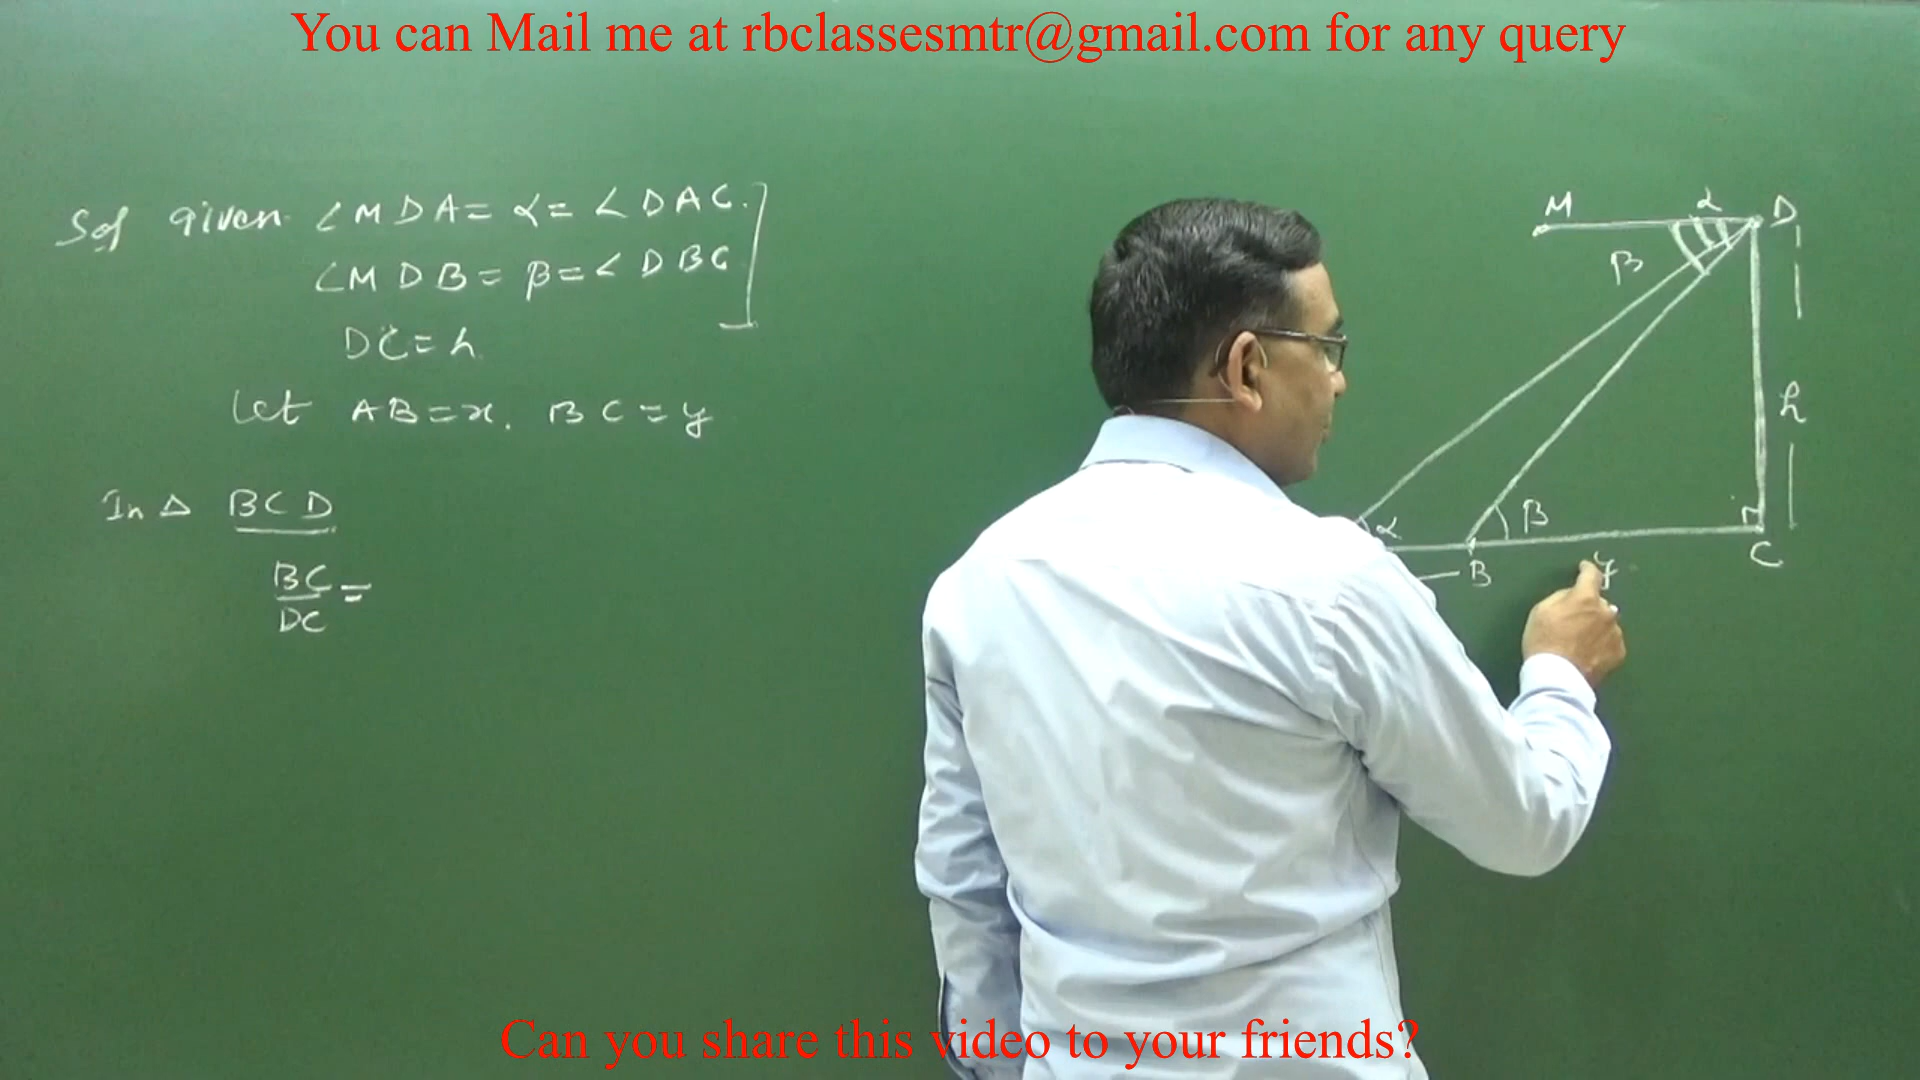 You can Mail me at rbclassesmtr@gmail.com for any query
Sol given ∠MDA = α = ∠DAC.
∠MDB = β = ∠DBC
DC = h
Let AB = x. BC = y
In Δ BCD
BC/DC =
M α D
β
h
α β
B y C
Can you share this video to your friends?